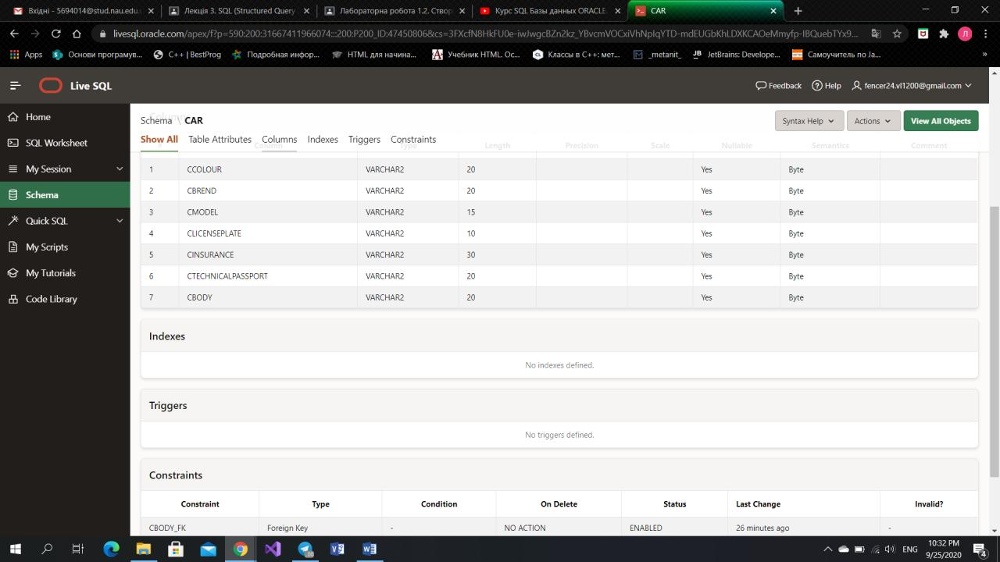 Вхідні - 5694014@stud.nau.edu.
Лекція 3. SQL (Structured Query
Лабораторна робота 1.2. Створ
Курс SQL Базы данных ORACLE.
CAR
livesql.oracle.com/apex/f?p=590:200:31667411966074:::200:P200_ID:47450806&cs=3FXcfN8HkFU0e-iwJwgcBZn2kz_YBvcmVOCxiVhNpIqYTD-mdEUGbKhLDXKCAOeMmyfp-IBQuebTYx9...
Л
Apps
Основи програмув...
C++ | BestProg
Подробная инфор...
HTML для начина...
Учебник HTML. Ос...
Классы в C++: мет...
_metanit_
JetBrains: Develope...
Самоучитель по Ja...
»
Live SQL
Feedback
Help
fencer24.vl1200@gmail.com
Home
SQL Worksheet
My Session
Schema
Quick SQL
My Scripts
My Tutorials
Code Library
Schema \ CAR
Syntax Help
Actions
View All Objects
Show All Table Attributes Columns Indexes Triggers Constraints
# Column Type Length Precision Scale Nullable Semantics Comment
1 CCOLOUR VARCHAR2 20 Yes Byte
2 CBREND VARCHAR2 20 Yes Byte
3 CMODEL VARCHAR2 15 Yes Byte
4 CLICENSEPLATE VARCHAR2 10 Yes Byte
5 CINSURANCE VARCHAR2 30 Yes Byte
6 CTECHNICALPASSPORT VARCHAR2 20 Yes Byte
7 CBODY VARCHAR2 20 Yes Byte
Indexes
No indexes defined.
Triggers
No triggers defined.
Constraints
Constraint Type Condition On Delete Status Last Change Invalid?
CBODY_FK Foreign Key - NO ACTION ENABLED 26 minutes ago -
ENG
10:32 PM
9/25/2020
4